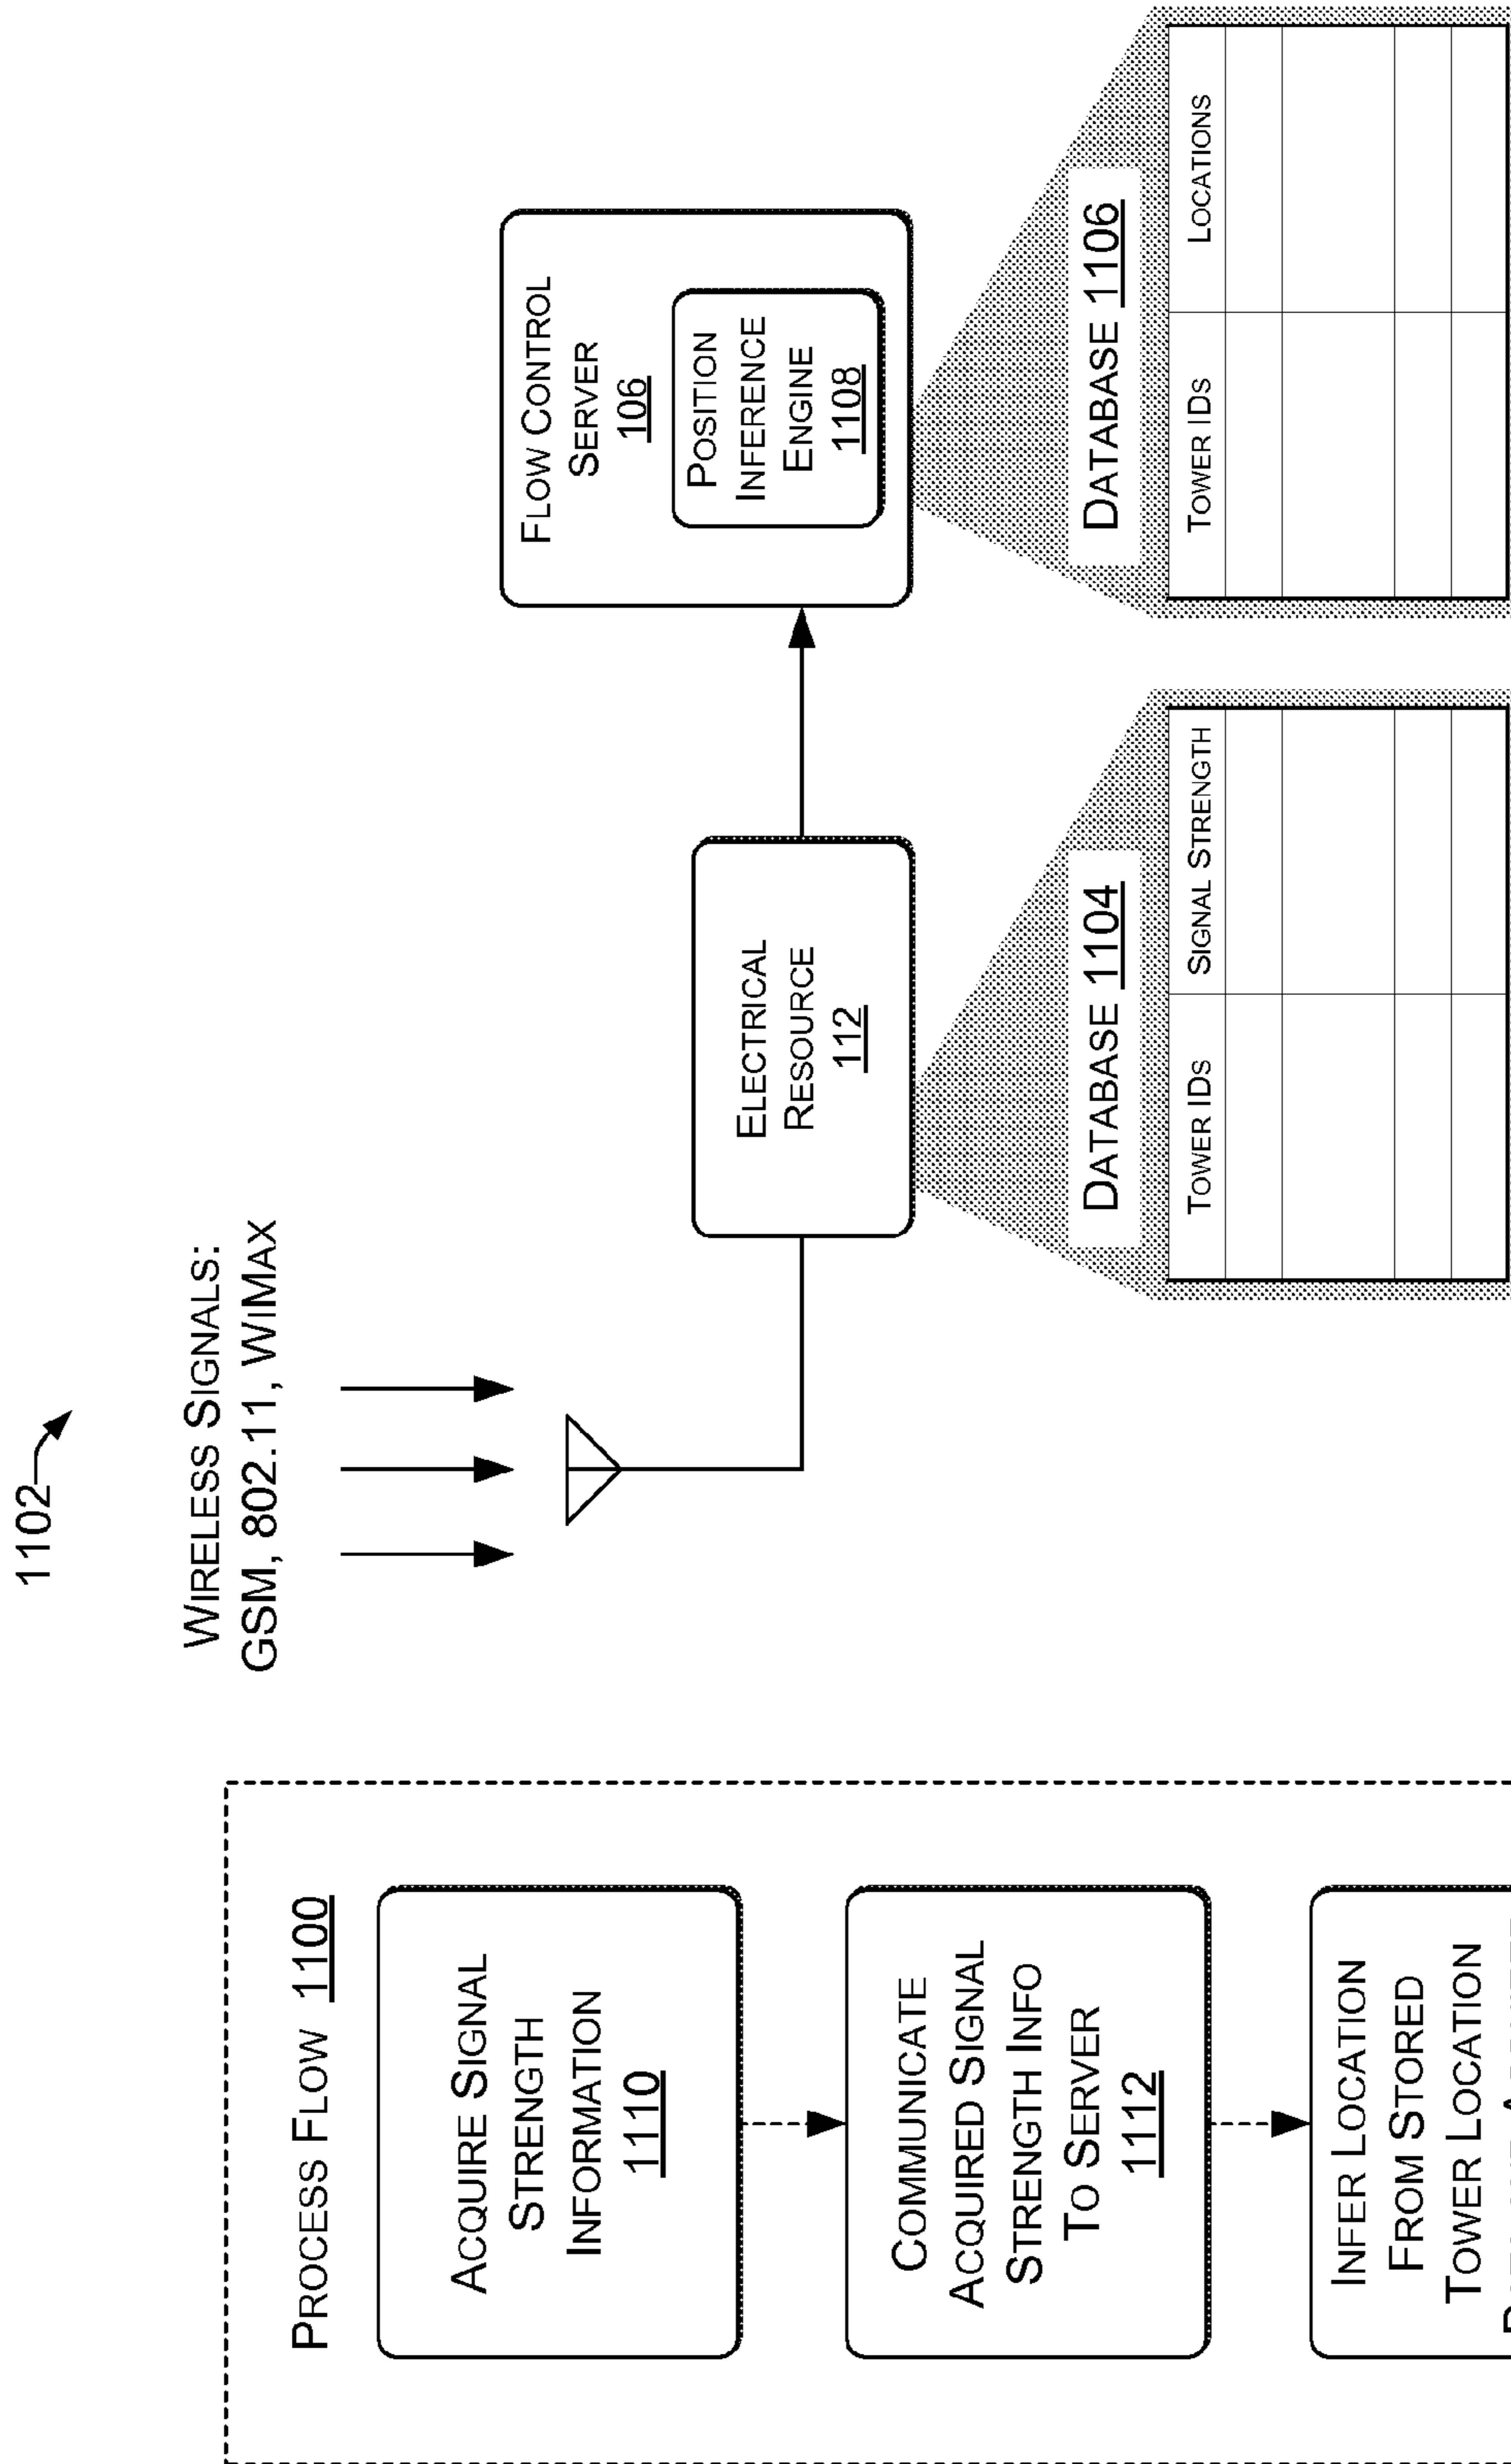 1102
WIRELESS SIGNALS:
GSM, 802.11, WIMAX
PROCESS FLOW 1100
ACQUIRE SIGNAL
STRENGTH
INFORMATION
1110
COMMUNICATE
ACQUIRED SIGNAL
STRENGTH INFO
TO SERVER
1112
INFER LOCATION
FROM STORED
TOWER LOCATION
ELECTRICAL
RESOURCE
112
FLOW CONTROL
SERVER
106
POSITION
INFERENCE
ENGINE
1108
DATABASE 1104
TOWER IDS
SIGNAL STRENGTH
DATABASE 1106
TOWER IDS
LOCATIONS